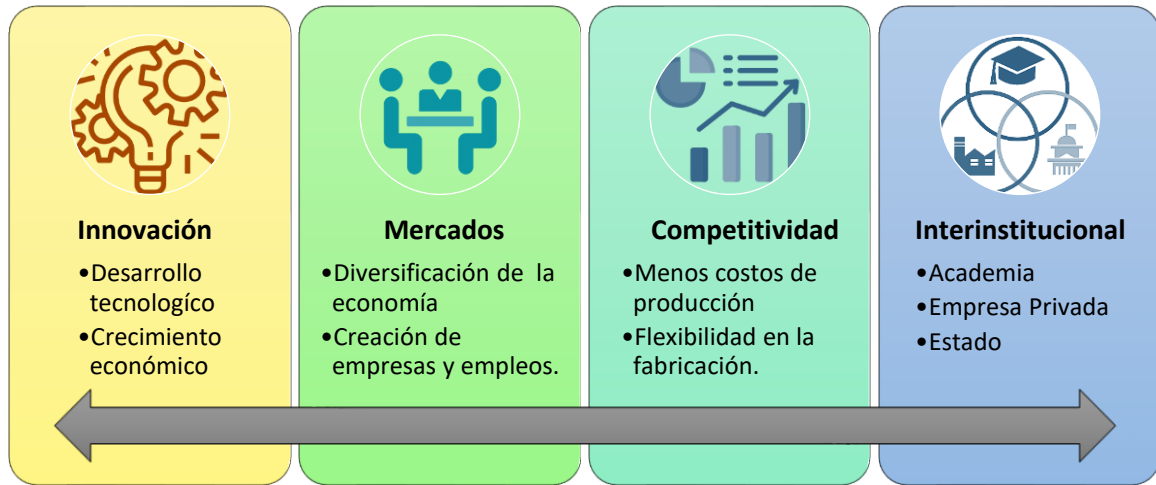 Innovación
•Desarrollo
tecnologíco
•Crecimiento
económico
Mercados
•Diversificación de la
economía
•Creación de
empresas y empleos.
Competitividad
•Menos costos de
producción
•Flexibilidad en la
fabricación.
Interinstitucional
•Academia
•Empresa Privada
•Estado